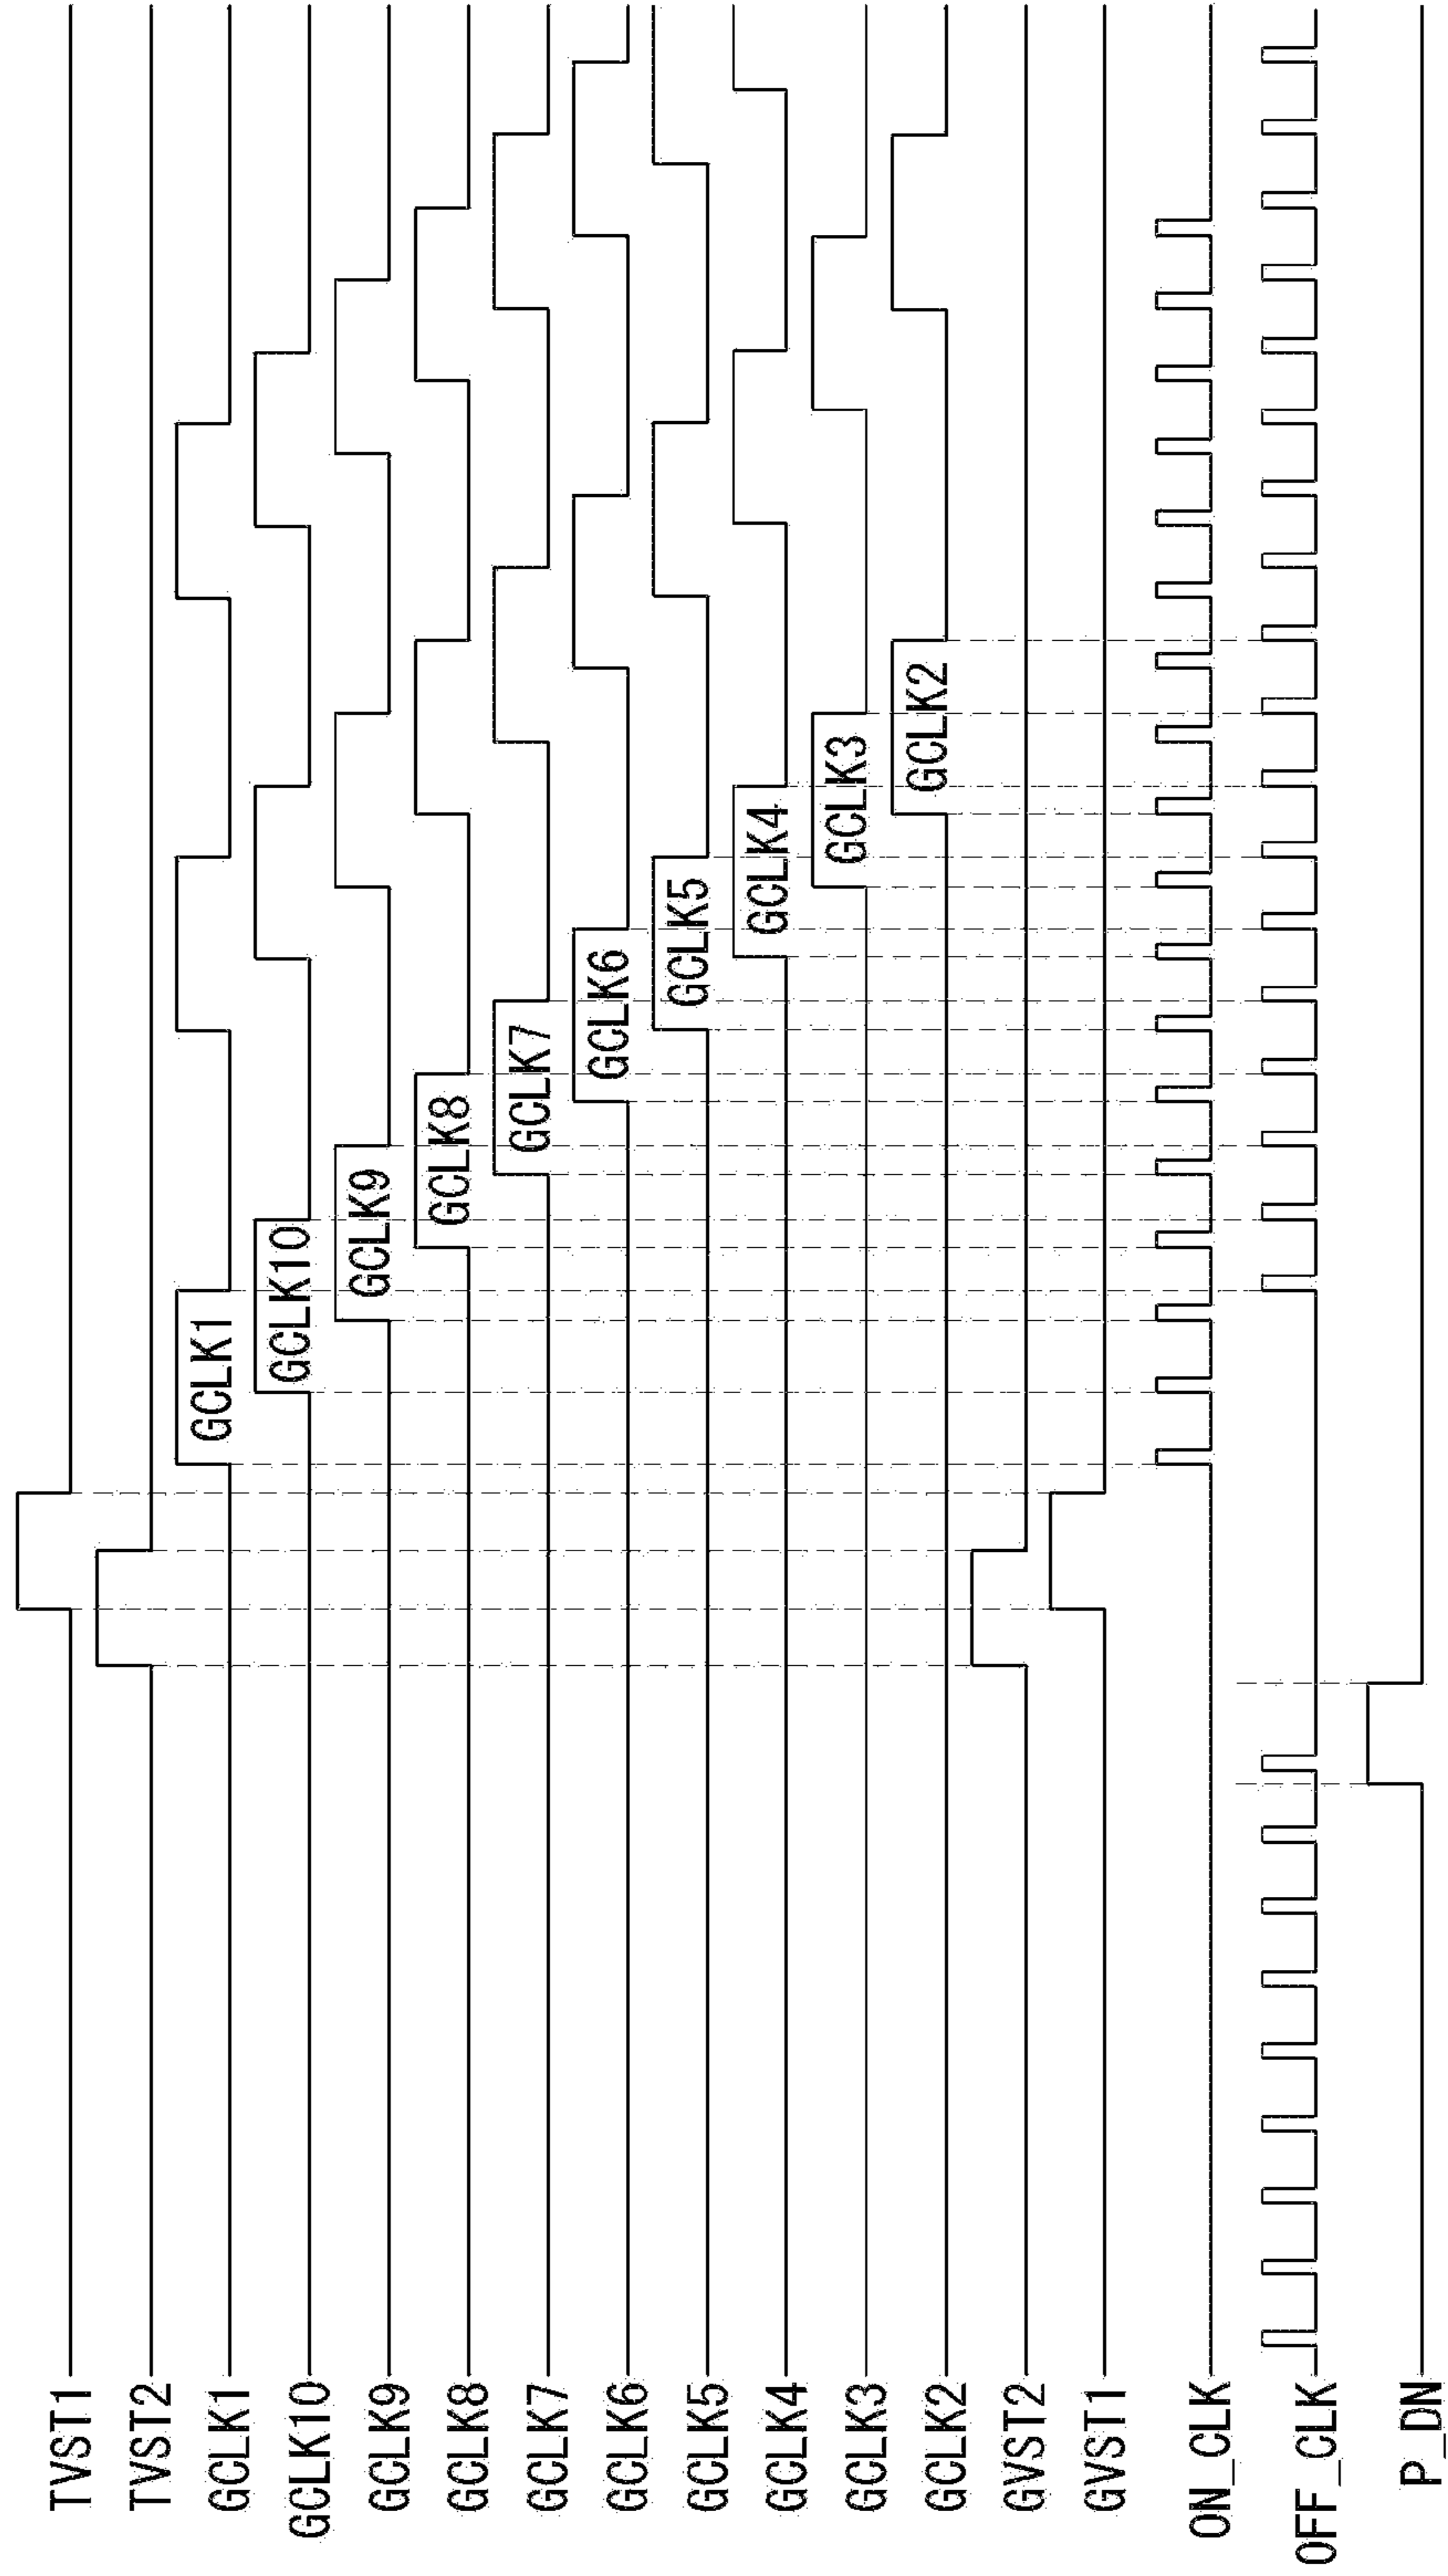 TVST1
TVST2
GCLK1
GCLK10
GCLK9
GCLK8
GCLK7
GCLK6
GCLK5
GCLK4
GCLK3
GCLK2
GVST2
GVST1
ON_CLK
OFF_CLK
P_DN
GCLK1
GCLK10
GCLK9
GCLK8
GCLK7
GCLK6
GCLK5
GCLK4
GCLK3
GCLK2